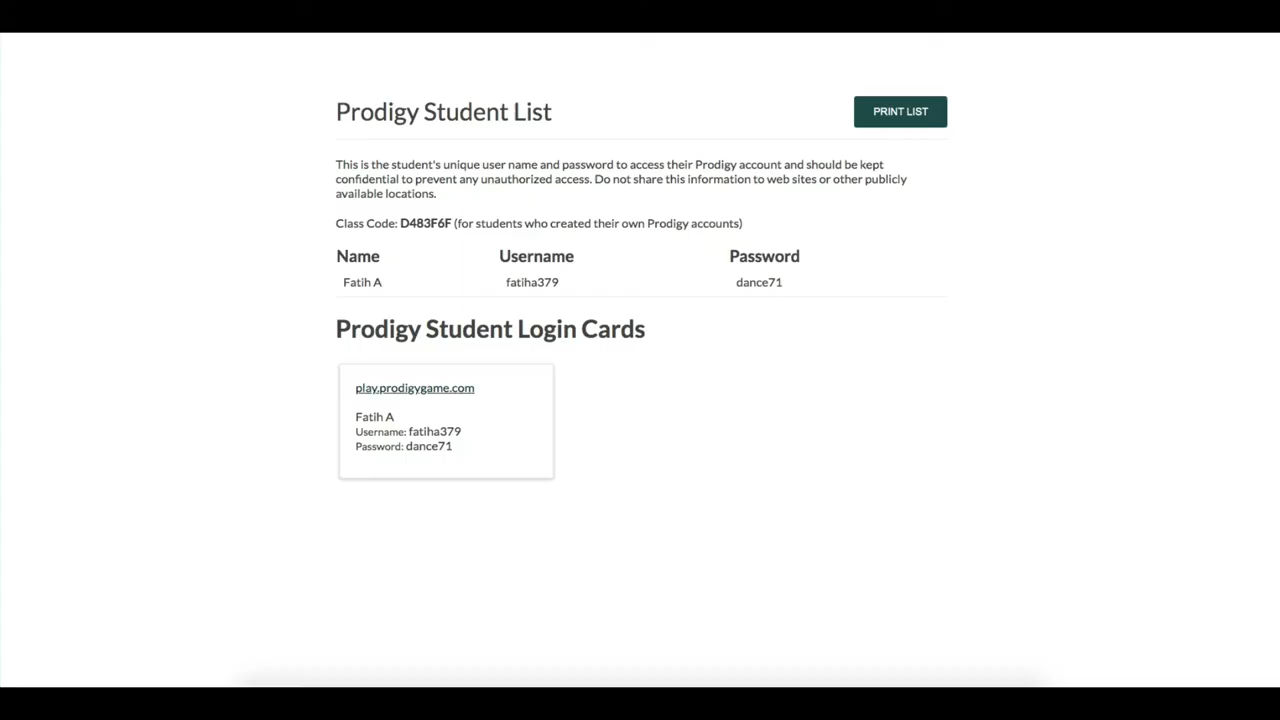 Prodigy Student List
PRINT LIST
This is the student's unique user name and password to access their Prodigy account and should be kept
confidential to prevent any unauthorized access. Do not share this information to web sites or other publicly
available locations.
Class Code: D483F6F (for students who created their own Prodigy accounts)
Name Username Password
Fatih A fatiha379 dance71
Prodigy Student Login Cards
play.prodigygame.com
Fatih A
Username: fatiha379
Password: dance71